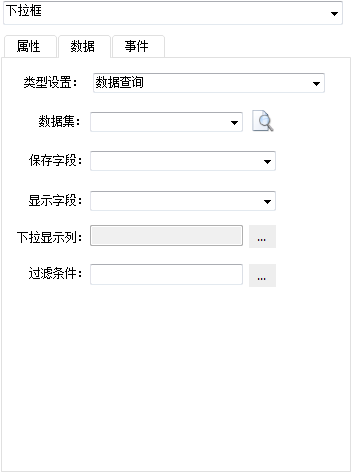 下拉框
属性 数据 事件
类型设置： 数据查询
数据集：
保存字段：
显示字段：
下拉显示列： ...
过滤条件： ...